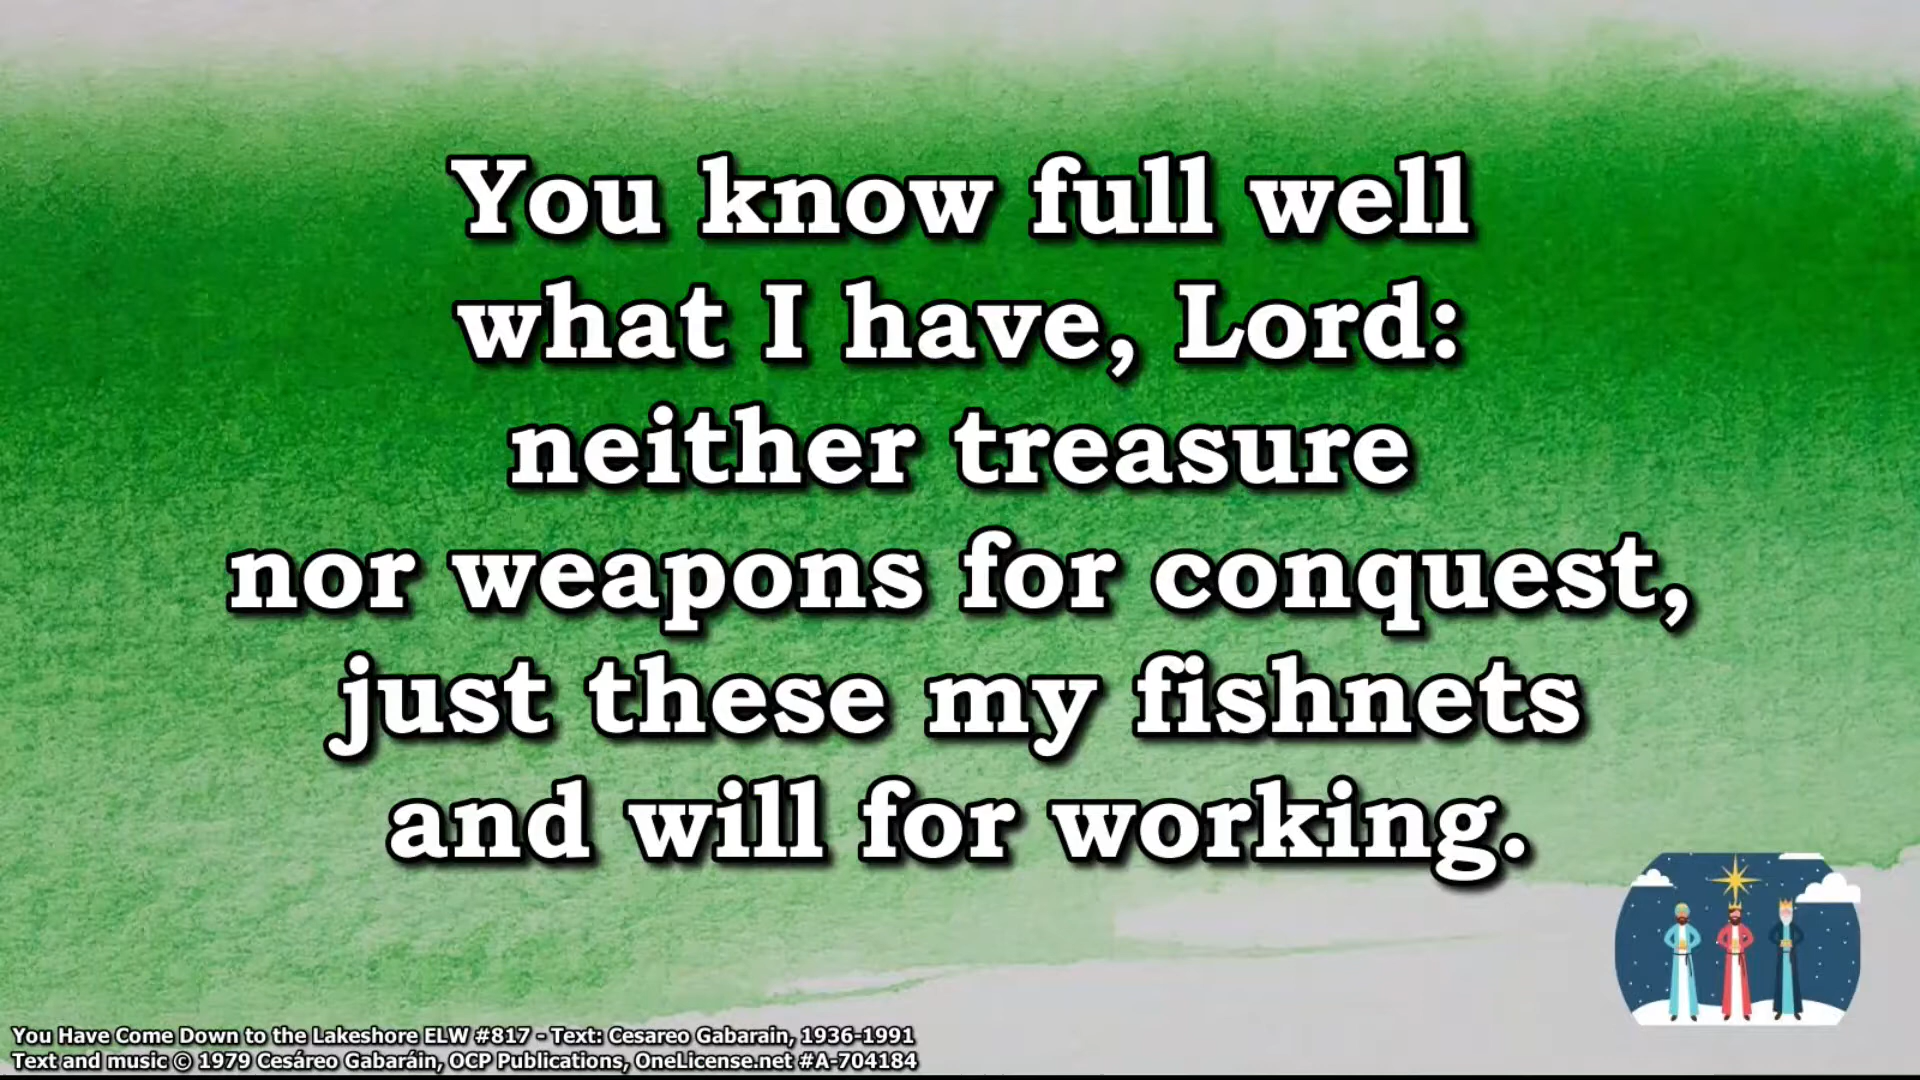 You know full well
what I have, Lord:
neither treasure
nor weapons for conquest,
just these my fishnets
and will for working.
You Have Come Down to the Lakeshore ELW #817 - Text: Cesareo Gabarain, 1936-1991
Text and music © 1979 Cesáreo Gabaráin, OCP Publications, OneLicense.net #A-704184